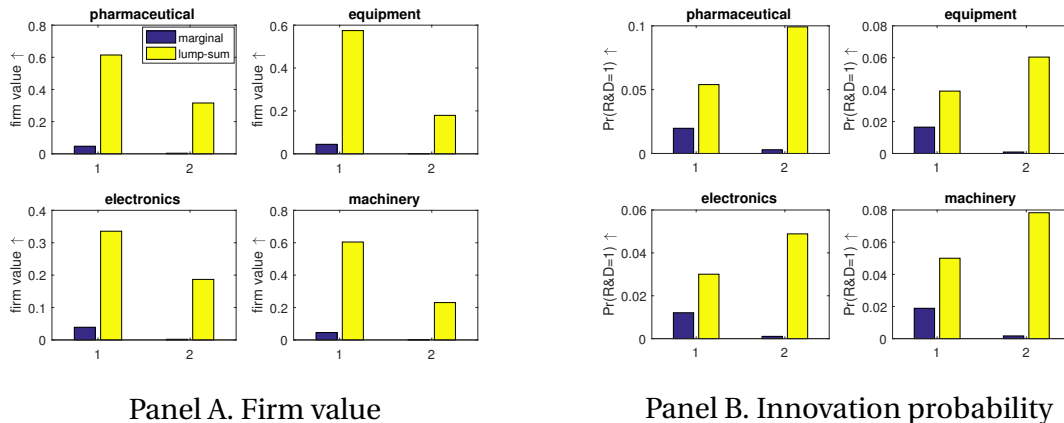 pharmaceutical
marginal
lump-sum
firm value ↑
0.8
0.6
0.4
0.2
0
1 2
equipment
firm value ↑
0.6
0.4
0.2
0
1 2
electronics
firm value ↑
0.4
0.3
0.2
0.1
0
1 2
machinery
firm value ↑
0.8
0.6
0.4
0.2
0
1 2
Panel A. Firm value
pharmaceutical
Pr(R&D=1) ↑
0.1
0.05
0
1 2
equipment
Pr(R&D=1) ↑
0.08
0.06
0.04
0.02
0
1 2
electronics
Pr(R&D=1) ↑
0.06
0.04
0.02
0
1 2
machinery
Pr(R&D=1) ↑
0.08
0.06
0.04
0.02
0
1 2
Panel B. Innovation probability